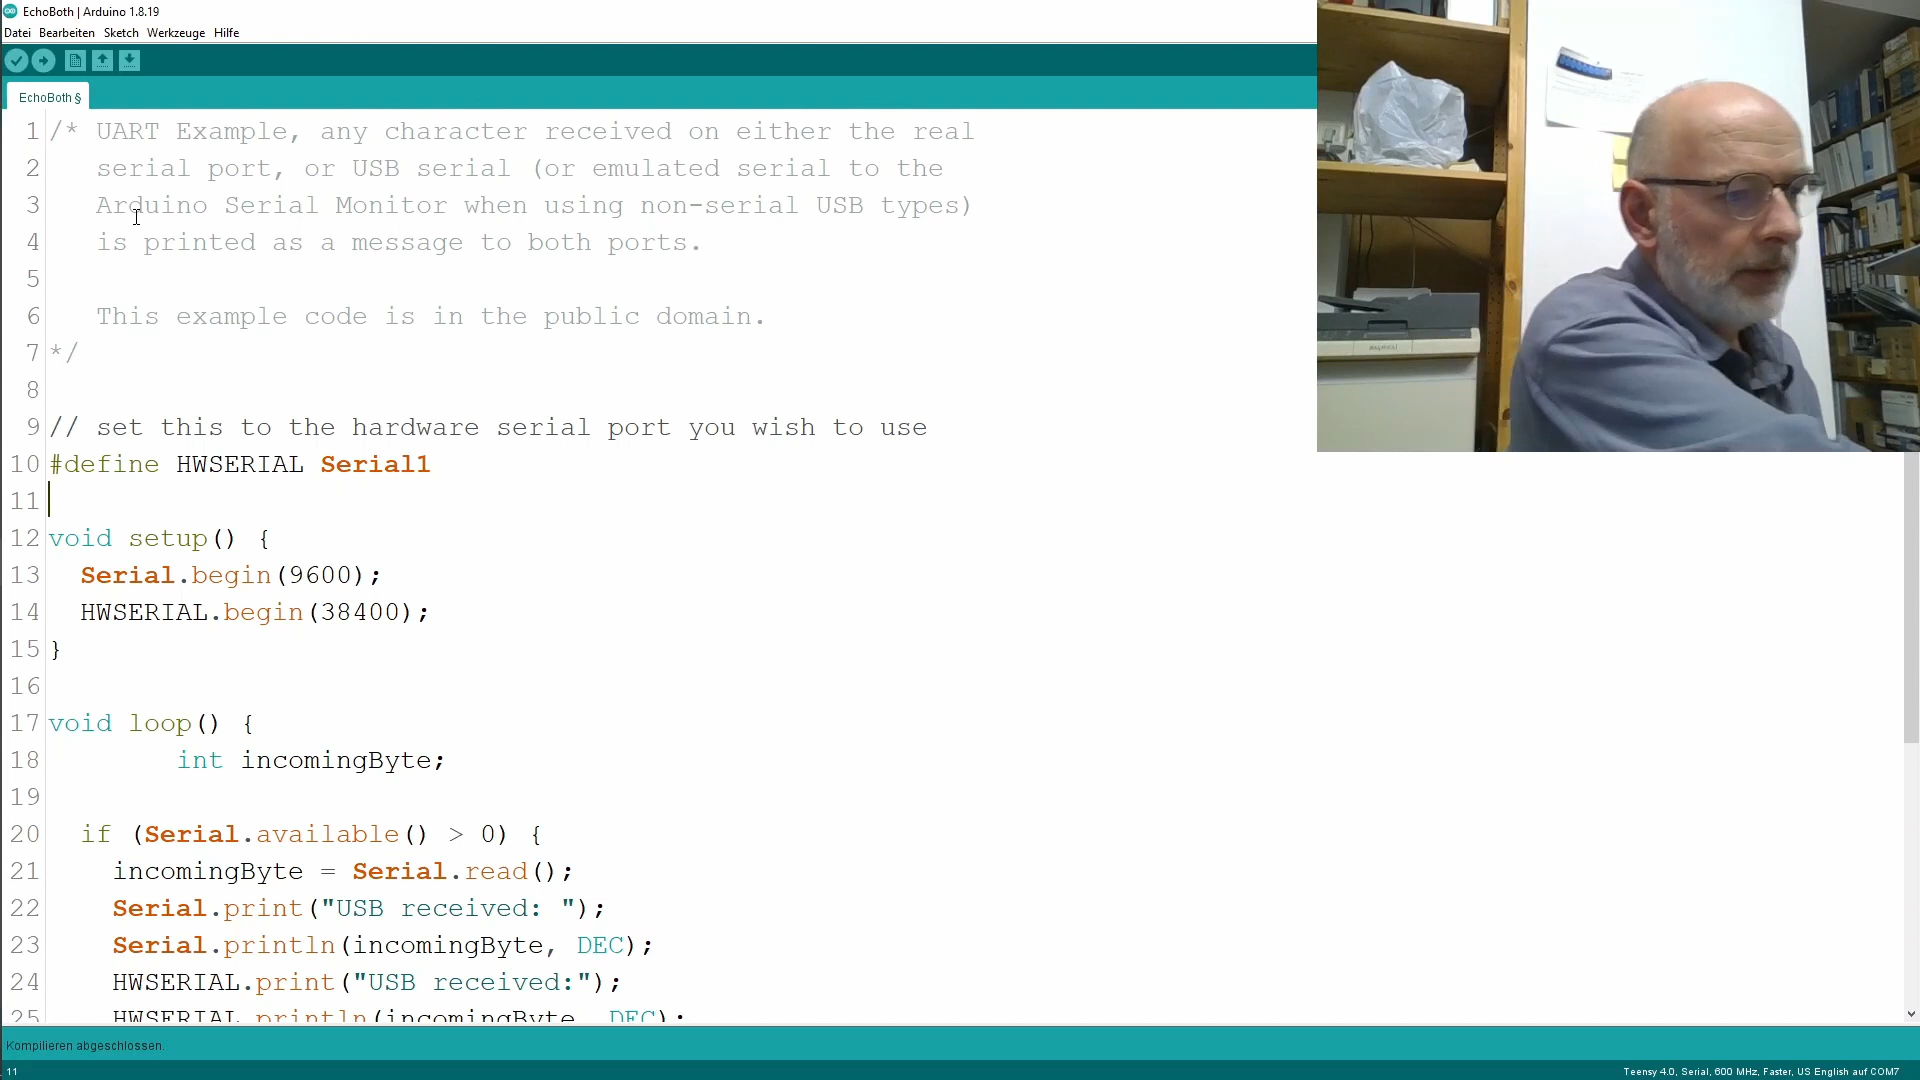 EchoBoth | Arduino 1.8.19
Datei Bearbeiten Sketch Werkzeuge Hilfe
EchoBoth §
1 /* UART Example, any character received on either the real
2 serial port, or USB serial (or emulated serial to the
3 Arduino Serial Monitor when using non-serial USB types)
4 is printed as a message to both ports.
5
6 This example code is in the public domain.
7 */
8
9 // set this to the hardware serial port you wish to use
10 #define HWSERIAL Serial1
11
12 void setup() {
13 Serial.begin(9600);
14 HWSERIAL.begin(38400);
15 }
16
17 void loop() {
18 int incomingByte;
19
20 if (Serial.available() > 0) {
21 incomingByte = Serial.read();
22 Serial.print("USB received: ");
23 Serial.println(incomingByte, DEC);
24 HWSERIAL.print("USB received:");
25 HWSERIAL.println(incomingByte, DEC);
Kompilieren abgeschlossen.
11
Teensy 4.0, Serial, 600 MHz, Faster, US English auf COM7